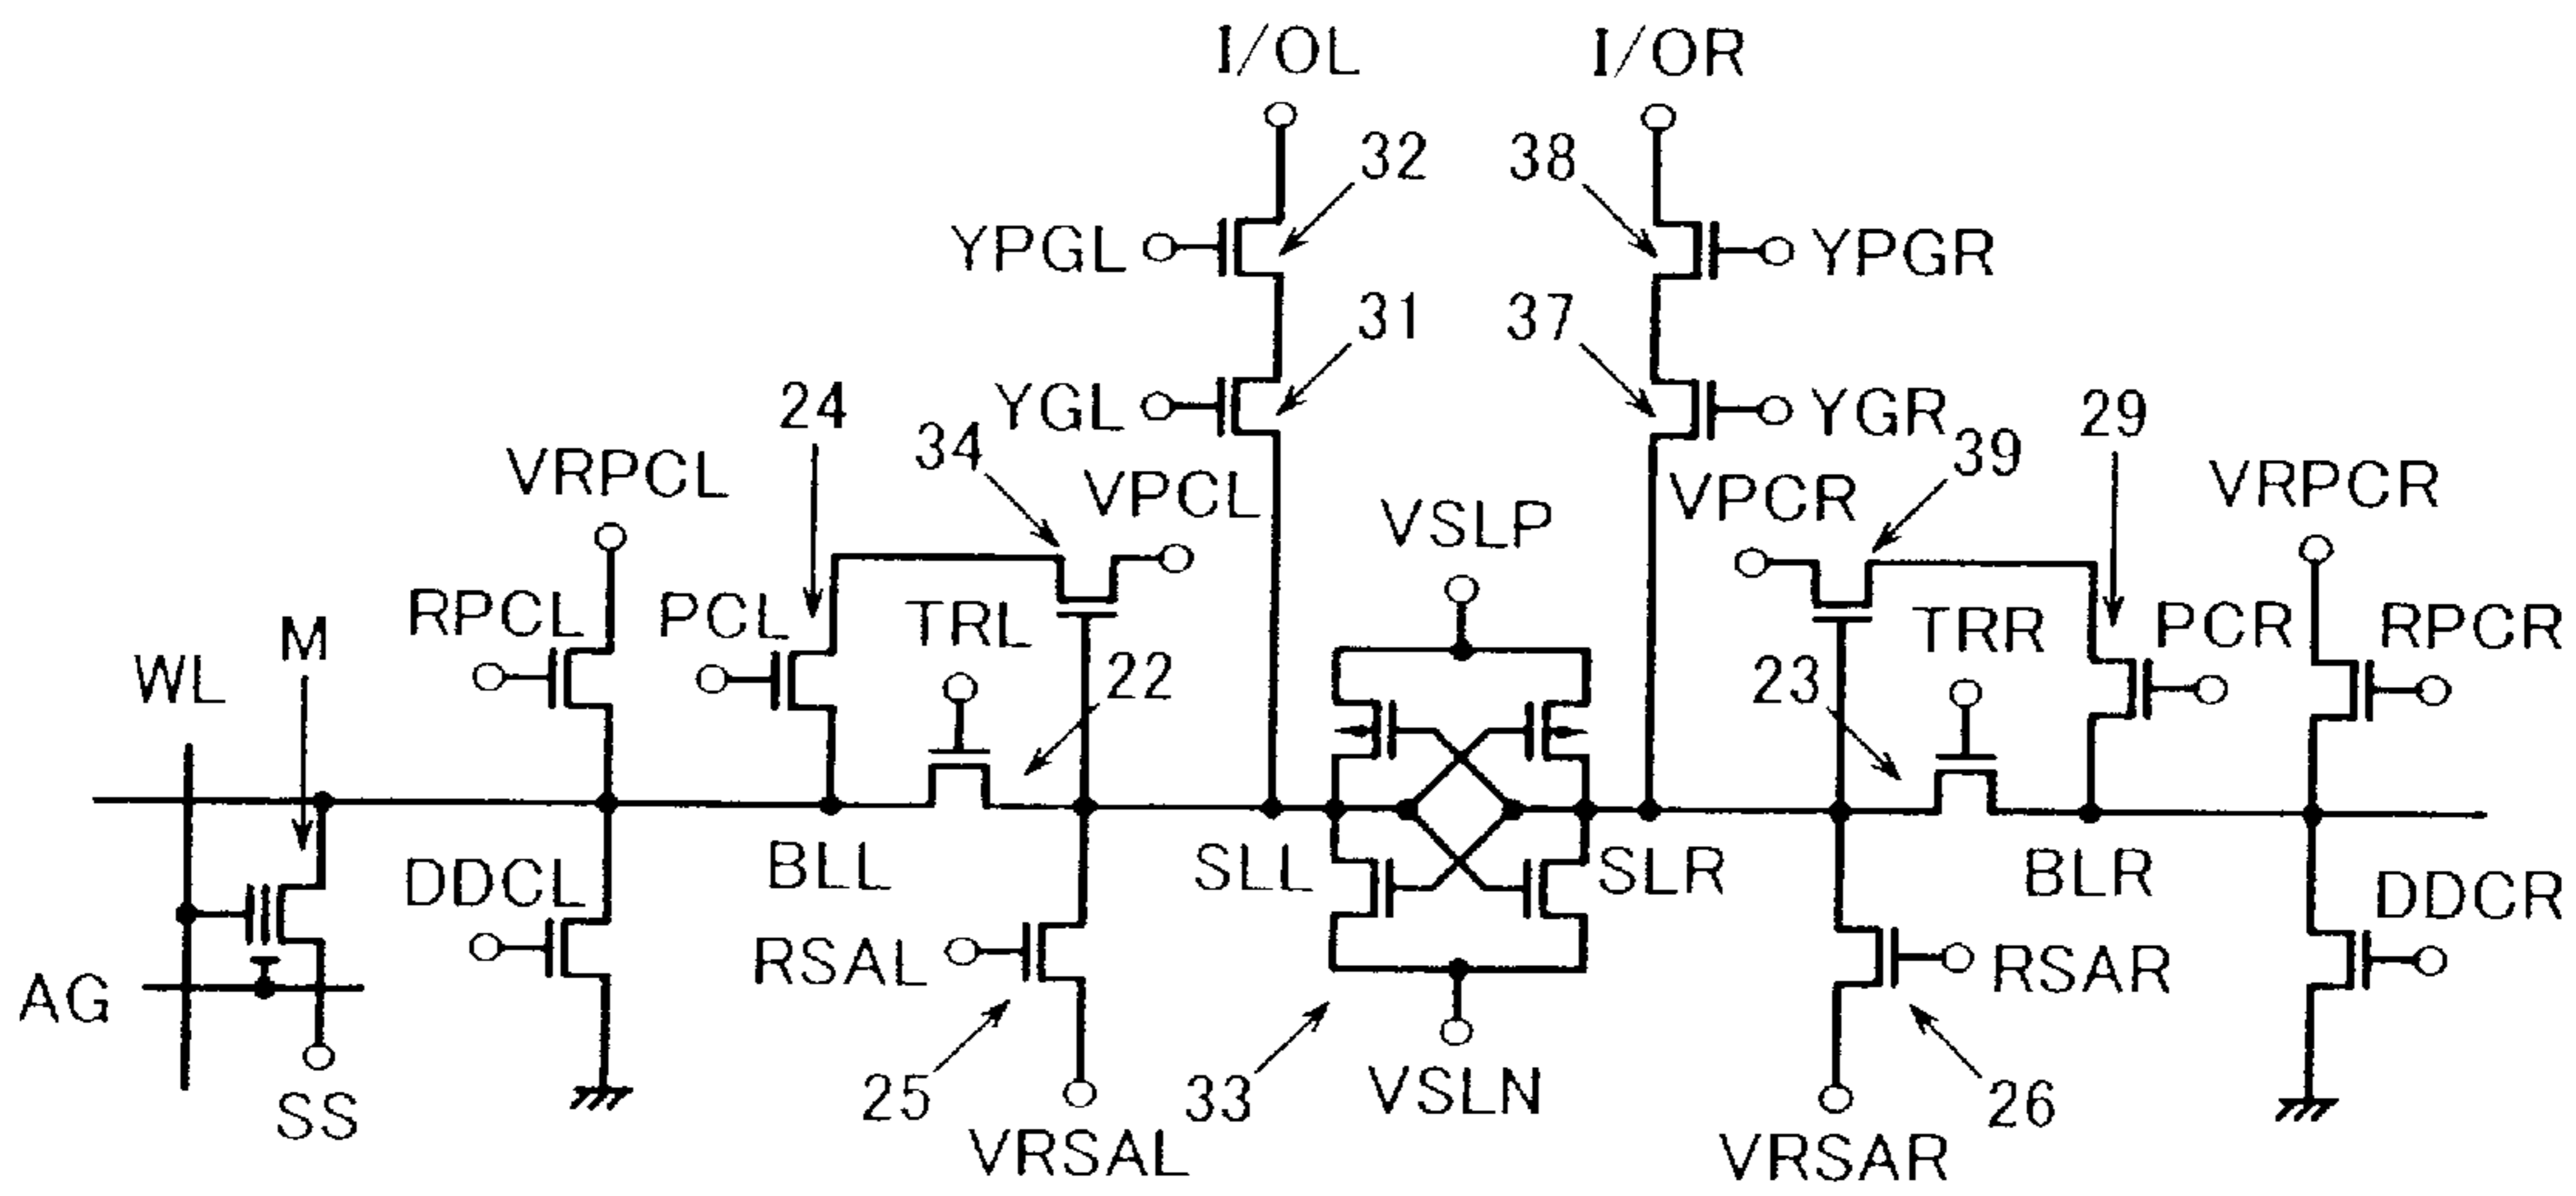 I/OL
I/OR
32
38
YPGL
YPGR
31
37
24
YGL
YGR
29
34
39
VRPCL
VPCL
VSLP
VPCR
VRPCR
RPCL
PCL
TRL
TRR
PCR
RPCR
M
WL
22
23
DDCL
BLL
SLL
SLR
BLR
DDCR
RSAL
RSAR
AG
SS
25
33
VSLN
26
VRSAL
VRSAR